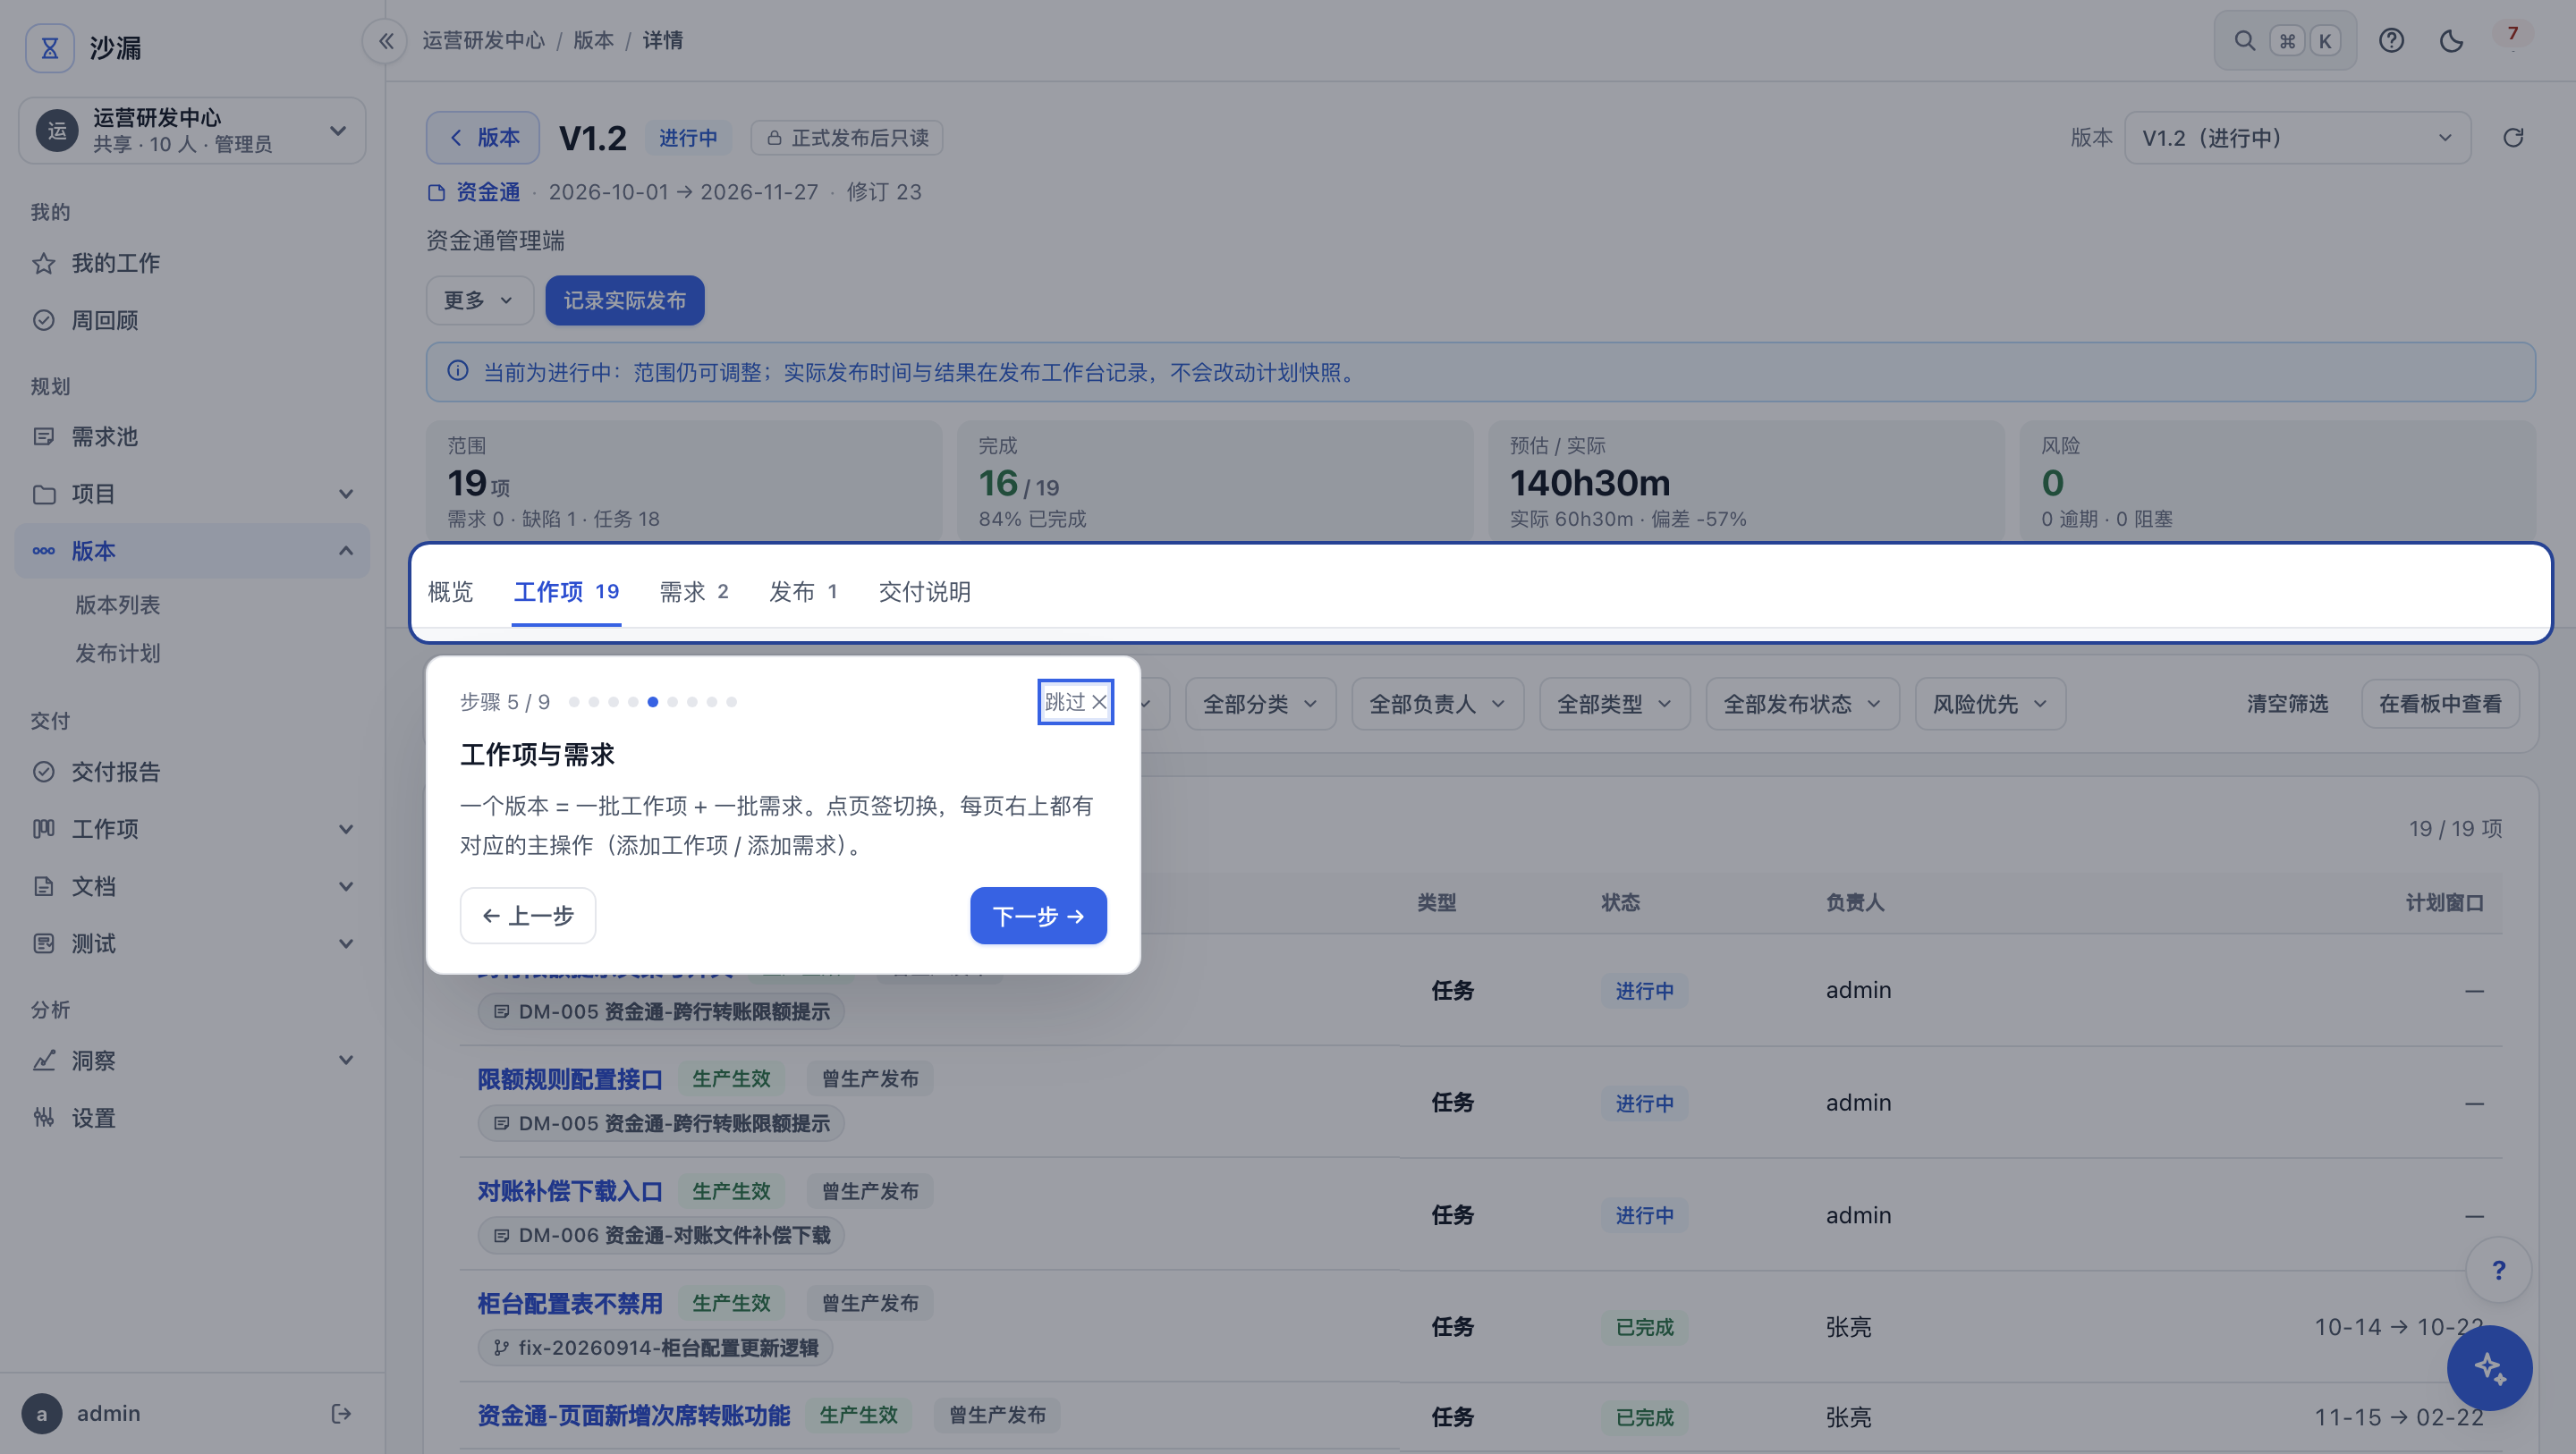 沙漏
运 运营研发中心
共享 · 10 人 · 管理员
我的
我的工作
周回顾
规划
需求池
项目
版本
版本列表
发布计划
交付
交付报告
工作项
文档
测试
分析
洞察
设置
a admin
运营研发中心 / 版本 / 详情
⌘ K
7
版本 V1.2 进行中 正式发布后只读
版本 V1.2（进行中）
资金通 · 2026-10-01 → 2026-11-27 · 修订 23
资金通管理端
更多 记录实际发布
当前为进行中：范围仍可调整；实际发布时间与结果在发布工作台记录，不会改动计划快照。
范围
19 项
需求 0 · 缺陷 1 · 任务 18
完成
16 / 19
84% 已完成
预估 / 实际
140h30m
实际 60h30m · 偏差 -57%
风险
0
0 逾期 · 0 阻塞
概览 工作项 19 需求 2 发布 1 交付说明
步骤 5 / 9 跳过
工作项与需求
一个版本 = 一批工作项 + 一批需求。点页签切换，每页右上都有
对应的主操作（添加工作项 / 添加需求）。
← 上一步 下一步 →
全部分类 全部负责人 全部类型 全部发布状态 风险优先 清空筛选 在看板中查看
19 / 19 项
类型 状态 负责人 计划窗口
任务 进行中 admin —
DM-005 资金通-跨行转账限额提示
限额规则配置接口 生产生效 曾生产发布 任务 进行中 admin —
DM-005 资金通-跨行转账限额提示
对账补偿下载入口 生产生效 曾生产发布 任务 进行中 admin —
DM-006 资金通-对账文件补偿下载
柜台配置表不禁用 生产生效 曾生产发布 任务 已完成 张亮 10-14 → 10-22
fix-20260914-柜台配置更新逻辑
资金通-页面新增次席转账功能 生产生效 曾生产发布 任务 已完成 张亮 11-15 → 02-22
?